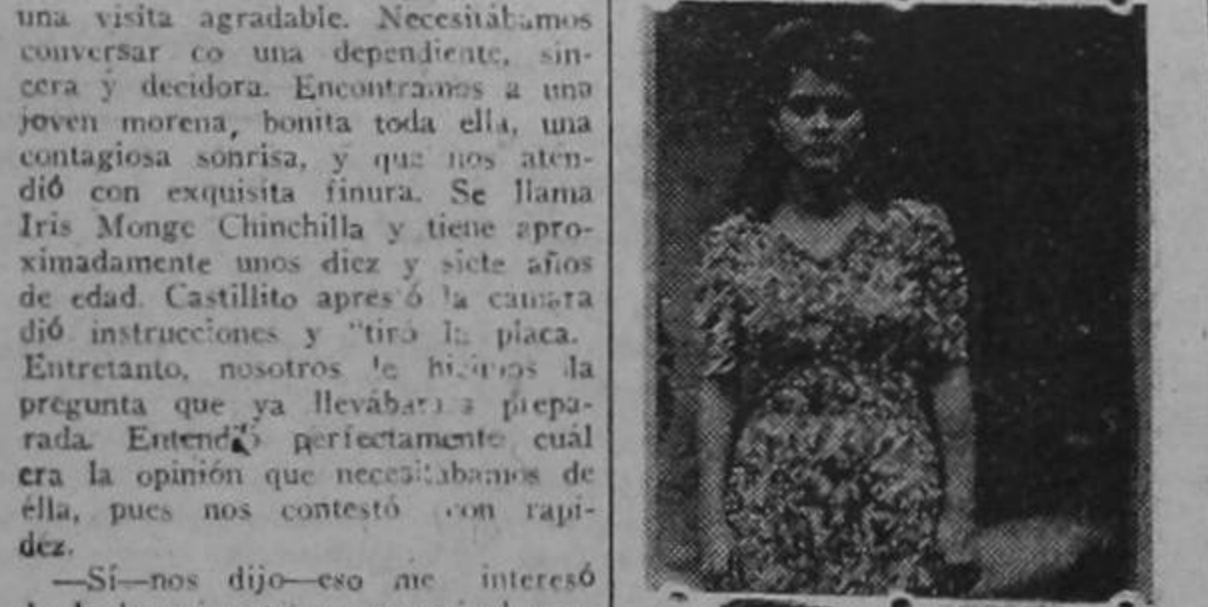 una visita agradable. Necesitábamos
conversar co una dependiente, sin-
cera y decidora. Encontramos a una
joven morena, bonita toda ella, una
contagiosa sonrisa, y que nos aten-
dió con exquisita finura. Se llama
Iris Monge Chinchilla y tiene apro-
ximadamente unos diez y siete años
de edad. Castillito aprestó la cámara
dió instrucciones y "tiró la placa.
Entretanto, nosotros le hicimos la
pregunta que ya llevábamos prepa-
rada. Entendió perfectamente cuál
era la opinión que necesitábamos de
élla, pues nos contestó con rapi-
dez.
—Sí—nos dijo—eso me interesó